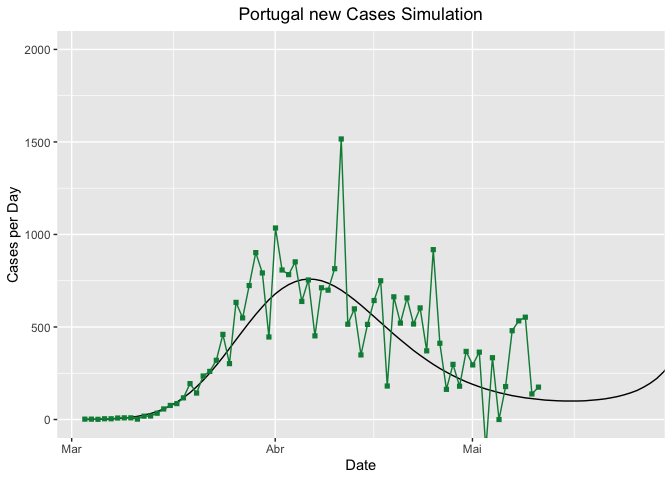 Portugal new Cases Simulation
2000
1500
1000
500
0
Cases per Day
Mar
Abr
Mai
Date